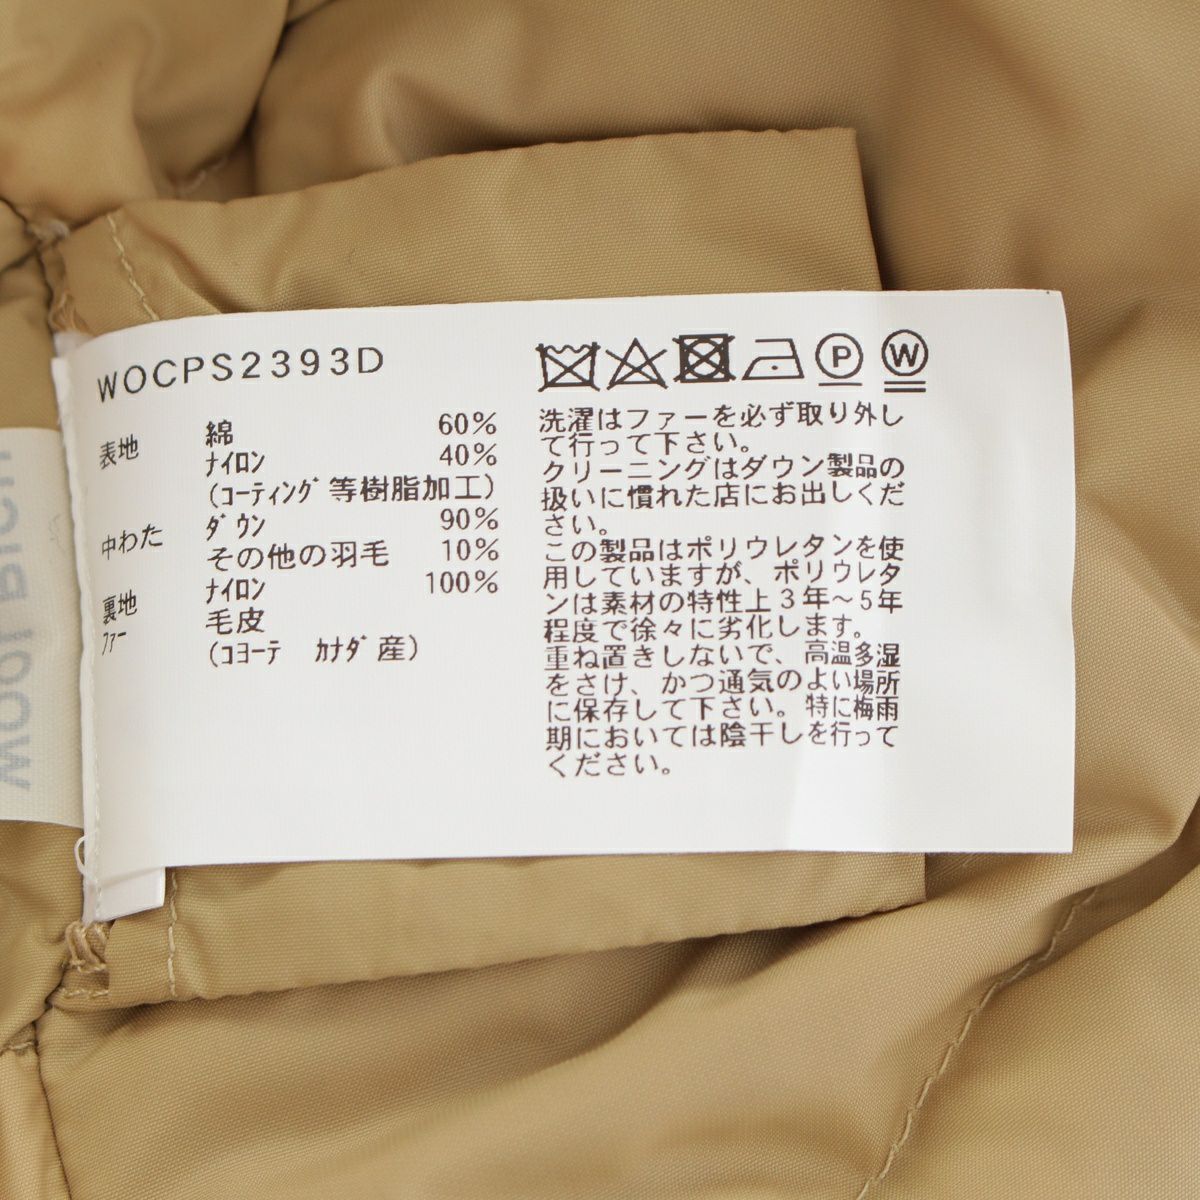 WOCPS2393D
表地 綿 60%
ナイロン 40%
(コーティング等樹脂加工)
中わた ダウン 90%
その他の羽毛 10%
裏地 ナイロン 100%
ファー 毛皮
(コヨーテ カナダ産)
P W
洗濯はファーを必ず取り外し
て行って下さい。
クリーニングはダウン製品の
扱いに慣れた店にお出しくだ
さい。
この製品はポリウレタンを使
用していますが、ポリウレタ
ンは素材の特性上3年～5年
程度で徐々に劣化します。
重ね置きしないで、高温多湿
をさけ、かつ通気のよい場所
に保存して下さい。特に梅雨
期においては陰干しを行って
ください。